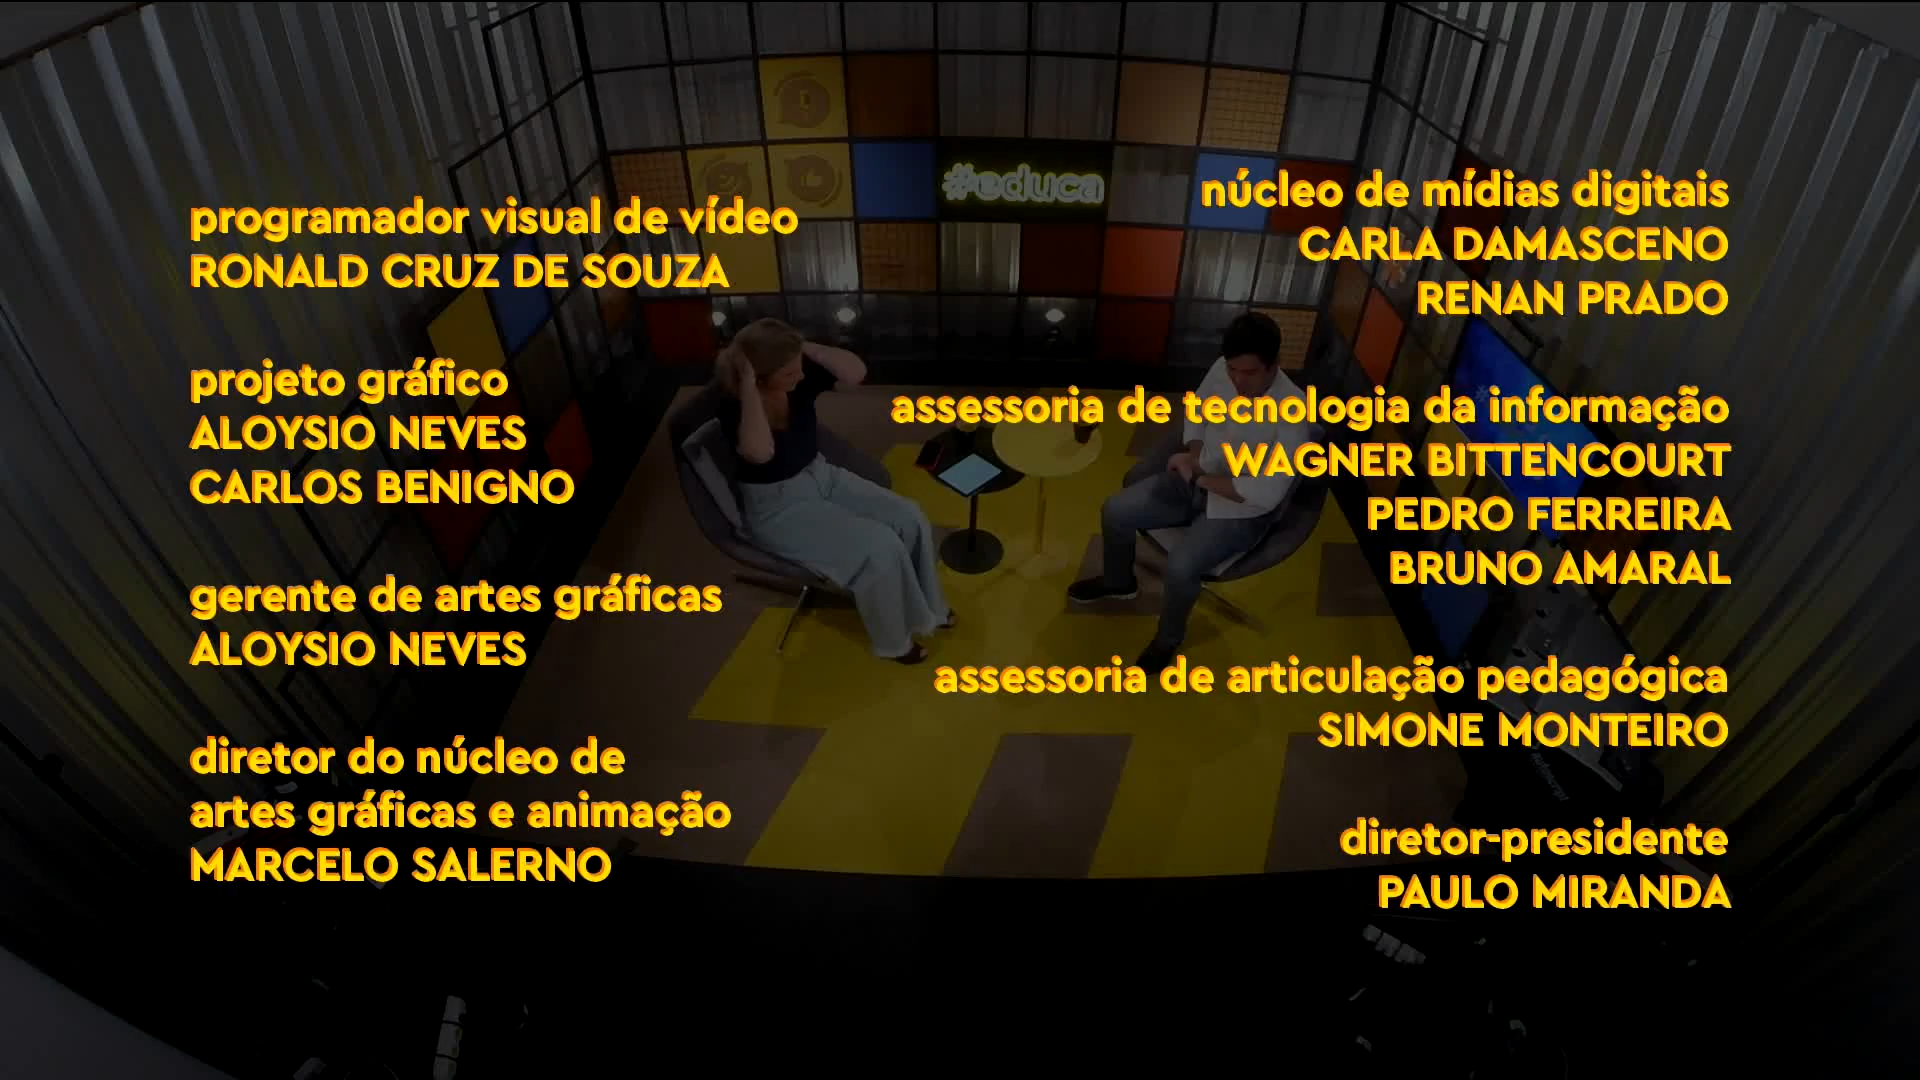 #educa
programador visual de vídeo
RONALD CRUZ DE SOUZA
projeto gráfico
ALOYSIO NEVES
CARLOS BENIGNO
gerente de artes gráficas
ALOYSIO NEVES
diretor do núcleo de
artes gráficas e animação
MARCELO SALERNO
núcleo de mídias digitais
CARLA DAMASCENO
RENAN PRADO
assessoria de tecnologia da informação
WAGNER BITTENCOURT
PEDRO FERREIRA
BRUNO AMARAL
assessoria de articulação pedagógica
SIMONE MONTEIRO
diretor-presidente
PAULO MIRANDA